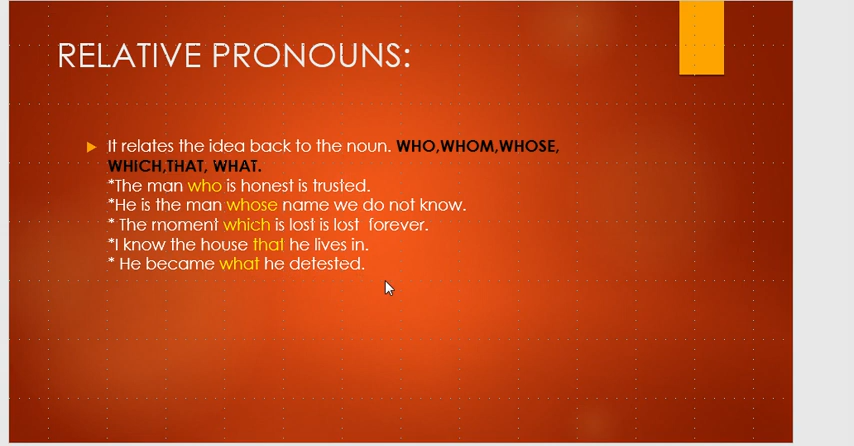 RELATIVE PRONOUNS:
It relates the idea back to the noun. WHO,WHOM,WHOSE,
WHICH,THAT, WHAT.
*The man who is honest is trusted.
*He is the man whose name we do not know.
* The moment which is lost is lost  forever.
*I know the house that he lives in.
* He became what he detested.